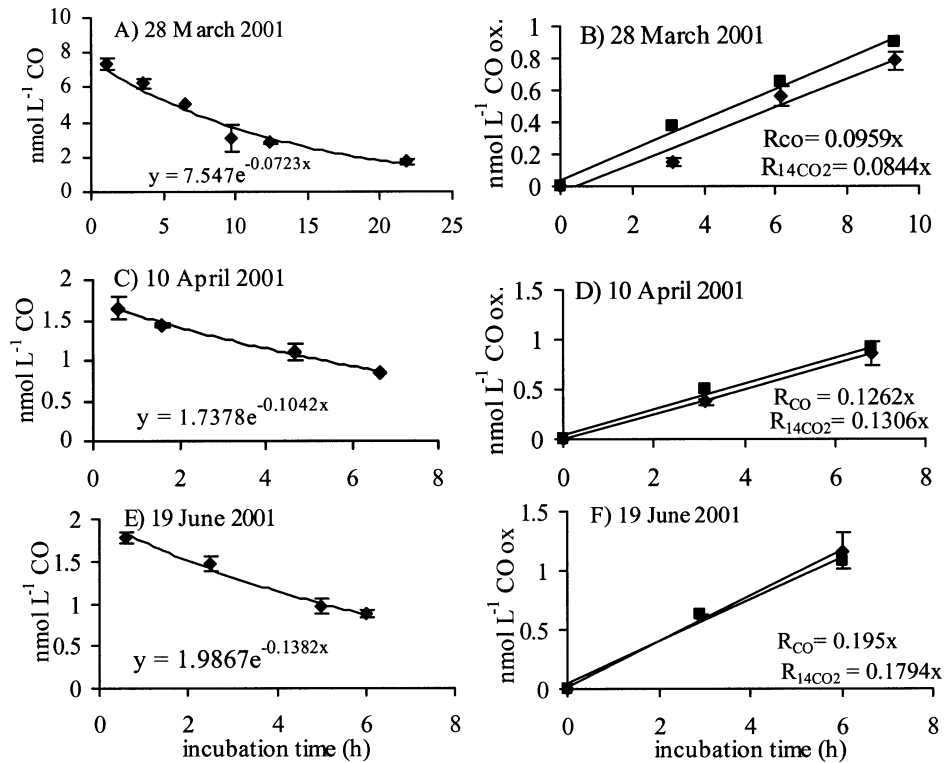 A) 28 March 2001
nmol L-1 CO
10
8
6
4
2
0
y = 7.547e-0.0723x
0 5 10 15 20 25
B) 28 March 2001
nmol L-1 CO ox.
1
0.8
0.6
0.4
0.2
0
Rco= 0.0959x
R14CO2= 0.0844x
0 2 4 6 8 10
C) 10 April 2001
nmol L-1 CO
2
1.5
1
0.5
0
y = 1.7378e-0.1042x
0 2 4 6 8
D) 10 April 2001
nmol L-1 CO ox.
1.5
1
0.5
0
RCO = 0.1262x
R14CO2= 0.1306x
0 2 4 6 8
E) 19 June 2001
nmol L-1 CO
2
1.5
1
0.5
0
y = 1.9867e-0.1382x
0 2 4 6 8
incubation time (h)
F) 19 June 2001
nmol L-1 CO ox
1.5
1
0.5
0
RCO= 0.195x
R14CO2 = 0.1794x
0 2 4 6 8
incubation time (h)